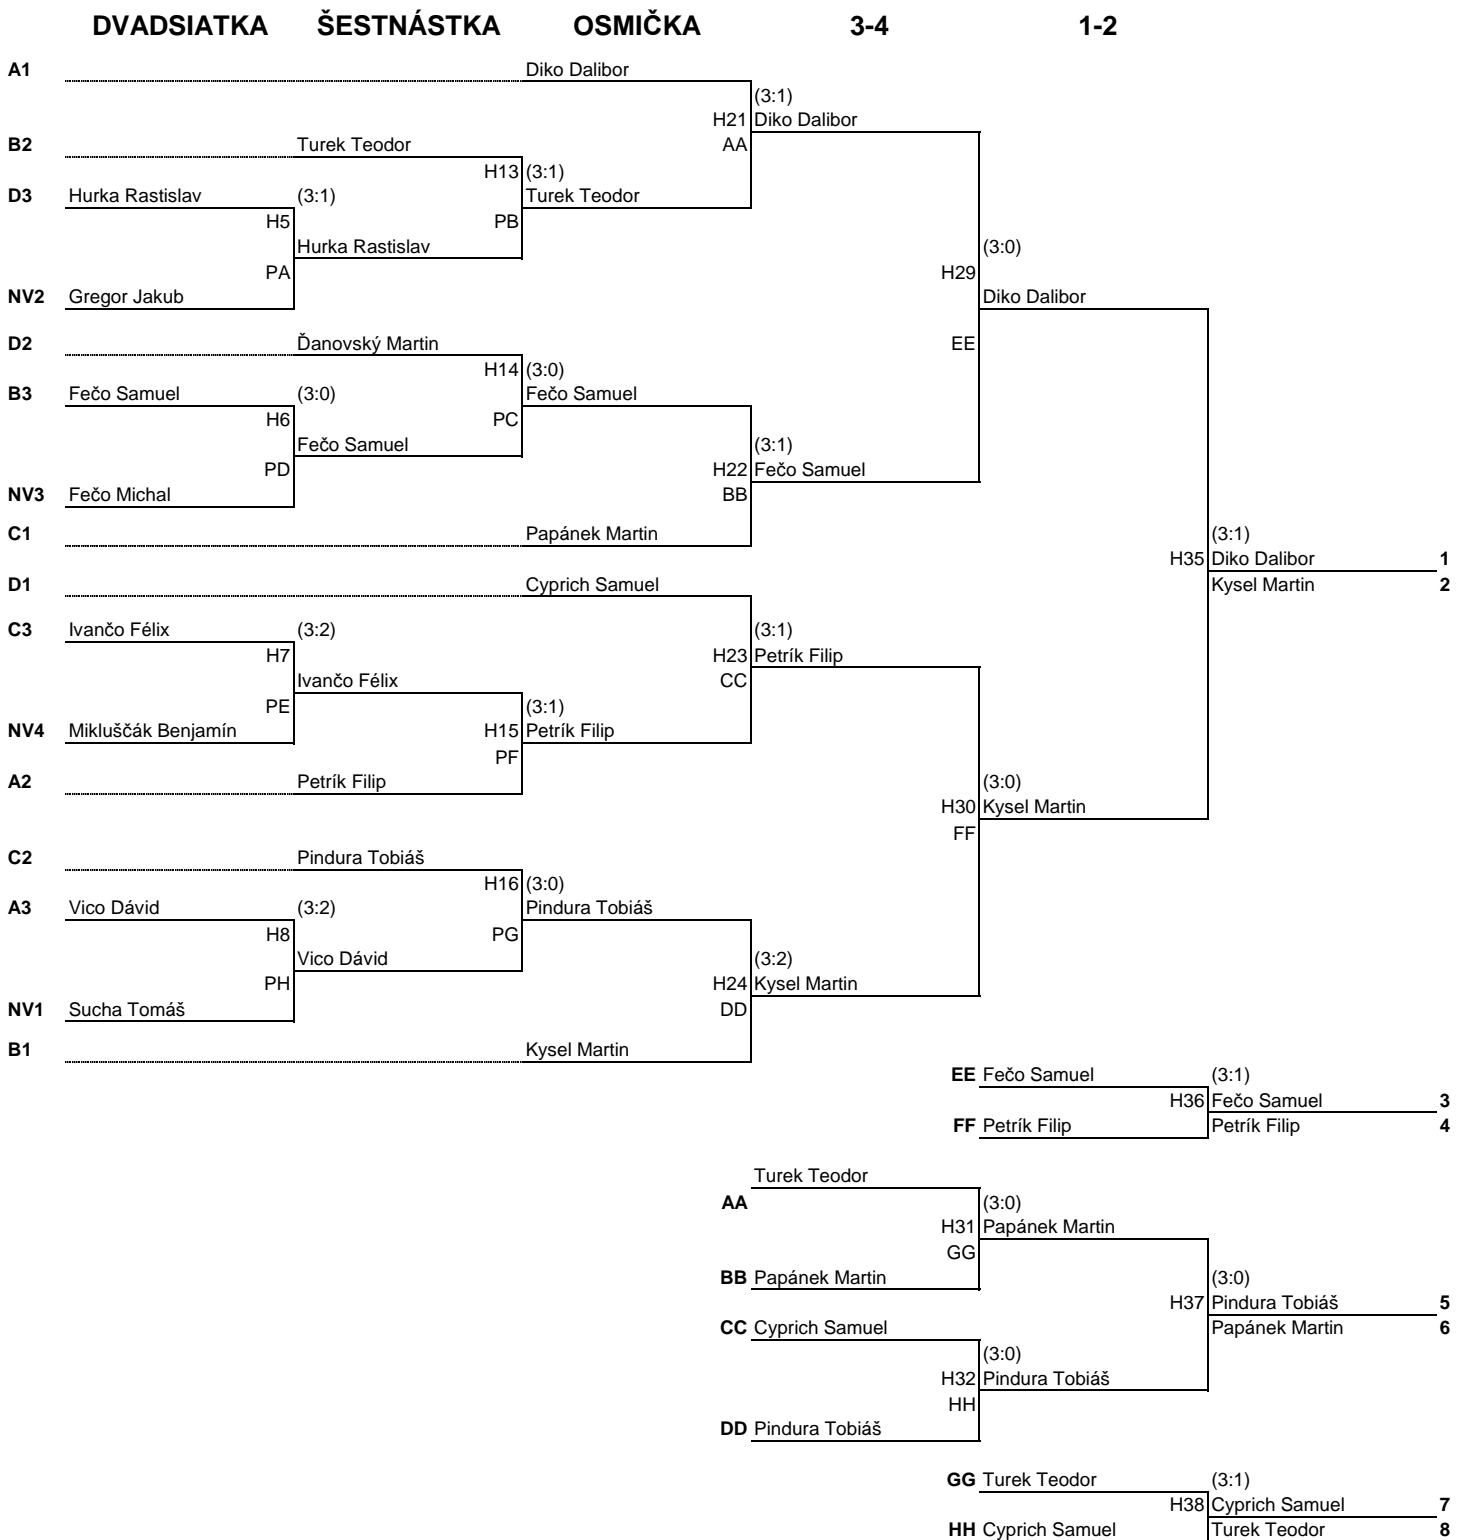 DVADSIATKA ŠESTNÁSTKA OSMIČKA 3-4 1-2
A1 Diko Dalibor
(3:1)
H21 Diko Dalibor
B2 Turek Teodor AA
H13 (3:1)
D3 Hurka Rastislav (3:1) Turek Teodor
H5 PB
Hurka Rastislav (3:0)
PA H29
NV2 Gregor Jakub Diko Dalibor
D2 Ďanovský Martin EE
H14 (3:0)
B3 Fečo Samuel (3:0) Fečo Samuel
H6 PC
Fečo Samuel (3:1)
PD H22 Fečo Samuel
NV3 Fečo Michal BB
C1 Papánek Martin (3:1)
H35 Diko Dalibor 1
D1 Cyprich Samuel Kysel Martin 2
C3 Ivančo Félix (3:2) (3:1)
H7 H23 Petrík Filip
Ivančo Félix CC
PE (3:1)
NV4 Mikluščák Benjamín H15 Petrík Filip
PF
A2 Petrík Filip (3:0)
H30 Kysel Martin
FF
C2 Pindura Tobiáš
H16 (3:0)
A3 Vico Dávid (3:2) Pindura Tobiáš
H8 PG
Vico Dávid (3:2)
PH H24 Kysel Martin
NV1 Sucha Tomáš DD
B1 Kysel Martin
EE Fečo Samuel (3:1)
H36 Fečo Samuel 3
FF Petrík Filip Petrík Filip 4
Turek Teodor
AA (3:0)
H31 Papánek Martin
GG
BB Papánek Martin (3:0)
H37 Pindura Tobiáš 5
CC Cyprich Samuel Papánek Martin 6
(3:0)
H32 Pindura Tobiáš
HH
DD Pindura Tobiáš
GG Turek Teodor (3:1)
H38 Cyprich Samuel 7
HH Cyprich Samuel Turek Teodor 8